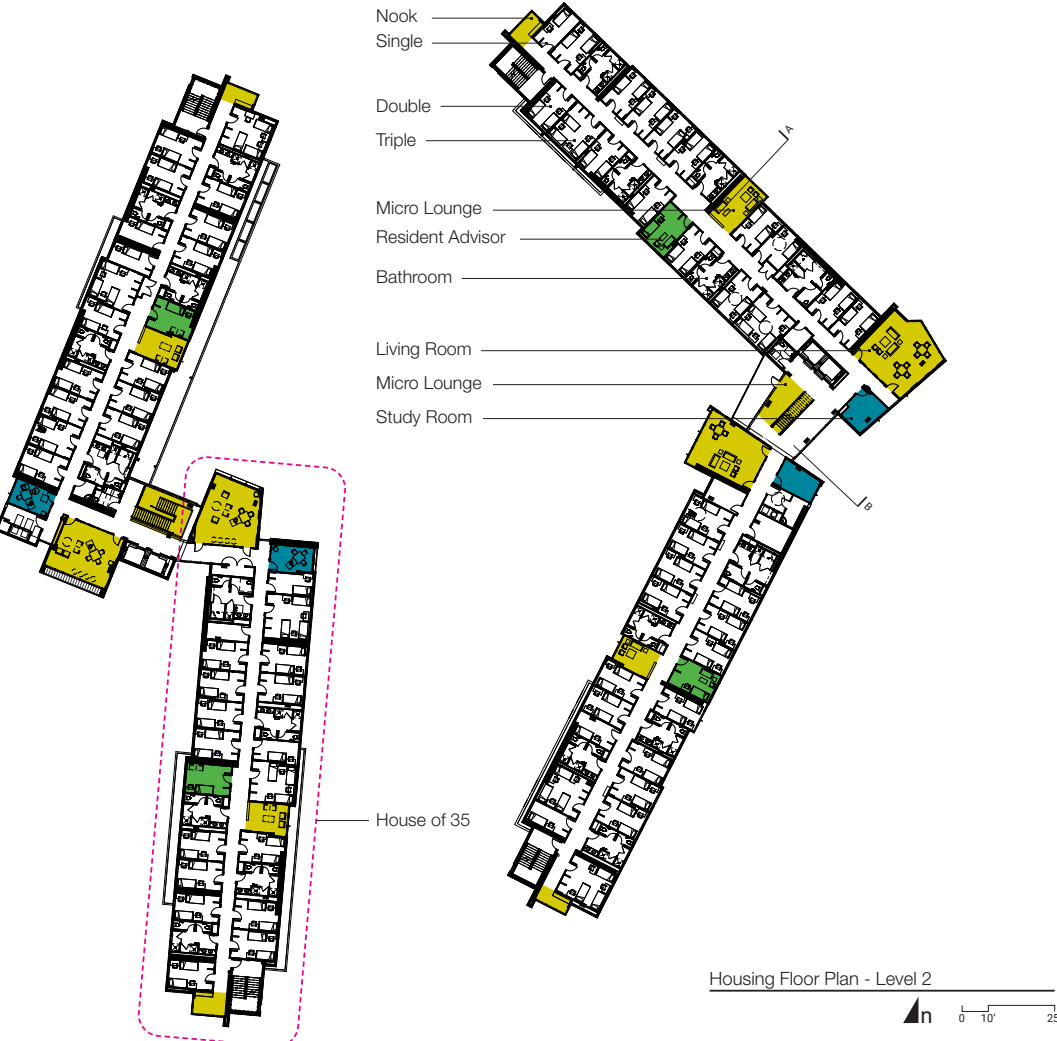 Nook
Single
Double
Triple
A
Micro Lounge
Resident Advisor
Bathroom
Living Room
Micro Lounge
Study Room
B
House of 35
Housing Floor Plan - Level 2
n
0 10' 25